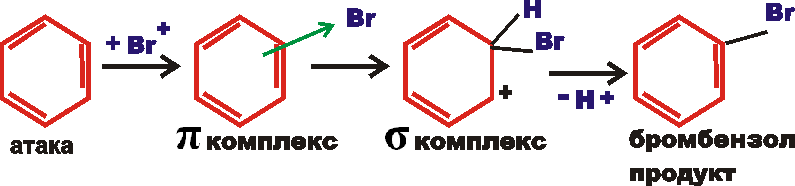 + Br+
Br
H
Br
+
- H +
Br
атака
π комплекс
σ комплекс
бромбензол
продукт